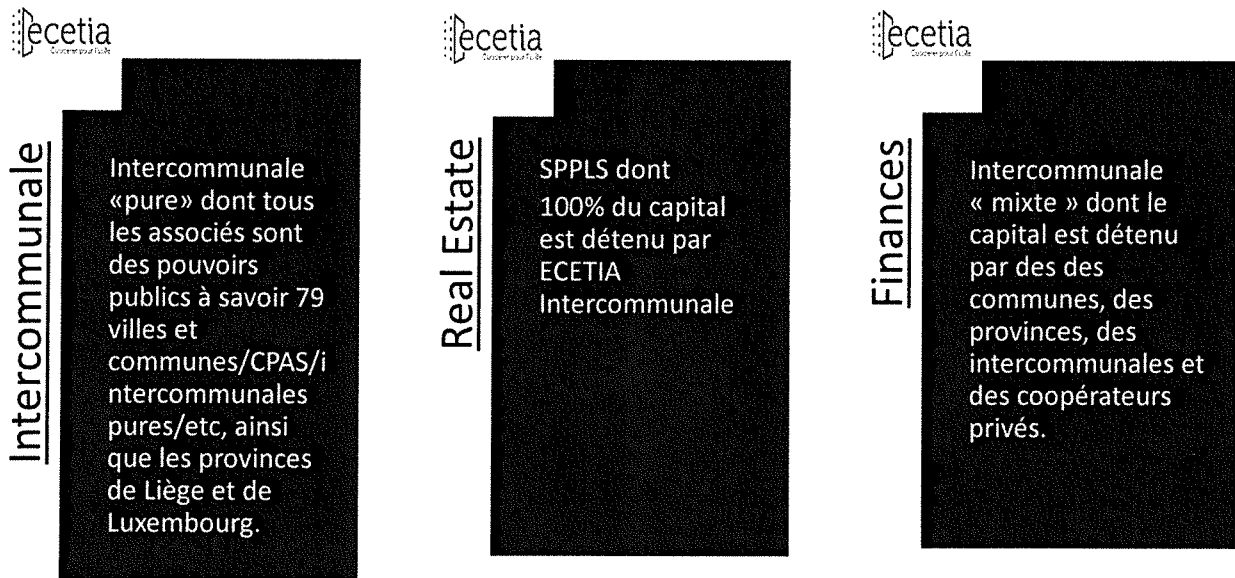 ecetia
Intercommunale
Intercommunale
«pure» dont tous
les associés sont
des pouvoirs
publics à savoir 79
villes et
communes/CPAS/i
ntercommunales
pures/etc, ainsi
que les provinces
de Liège et de
Luxembourg.
ecetia
Real Estate
SPPLS dont
100% du capital
est détenu par
ECETIA
Intercommunale
ecetia
Finances
Intercommunale
« mixte » dont le
capital est détenu
par des des
communes, des
provinces, des
intercommunales et
des coopérateurs
privés.